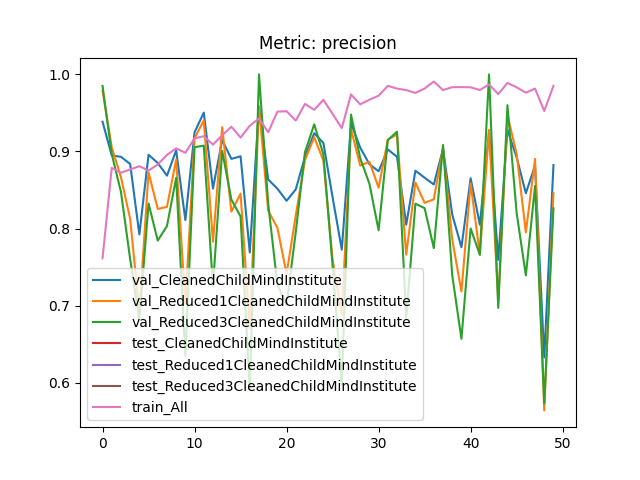 Metric: precision
1.0
0.9
0.8
0.7
0.6
val_CleanedChildMindInstitute
val_Reduced1CleanedChildMindInstitute
val_Reduced3CleanedChildMindInstitute
test_CleanedChildMindInstitute
test_Reduced1CleanedChildMindInstitute
test_Reduced3CleanedChildMindInstitute
train_All
0 10 20 30 40 50